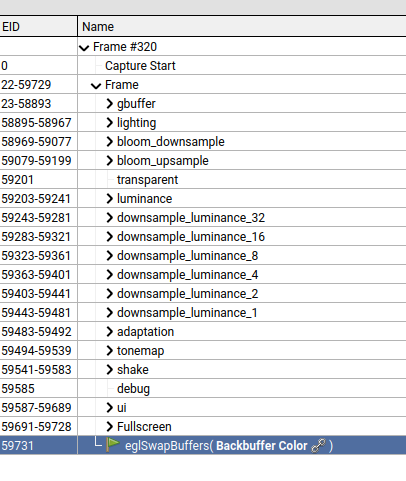 EID Name
Frame #320
0 Capture Start
22-59729 Frame
23-58893 gbuffer
58895-58967 lighting
58969-59077 bloom_downsample
59079-59199 bloom_upsample
59201 transparent
59203-59241 luminance
59243-59281 downsample_luminance_32
59283-59321 downsample_luminance_16
59323-59361 downsample_luminance_8
59363-59401 downsample_luminance_4
59403-59441 downsample_luminance_2
59443-59481 downsample_luminance_1
59483-59492 adaptation
59494-59539 tonemap
59541-59583 shake
59585 debug
59587-59689 ui
59691-59728 Fullscreen
59731 eglSwapBuffers( Backbuffer Color )